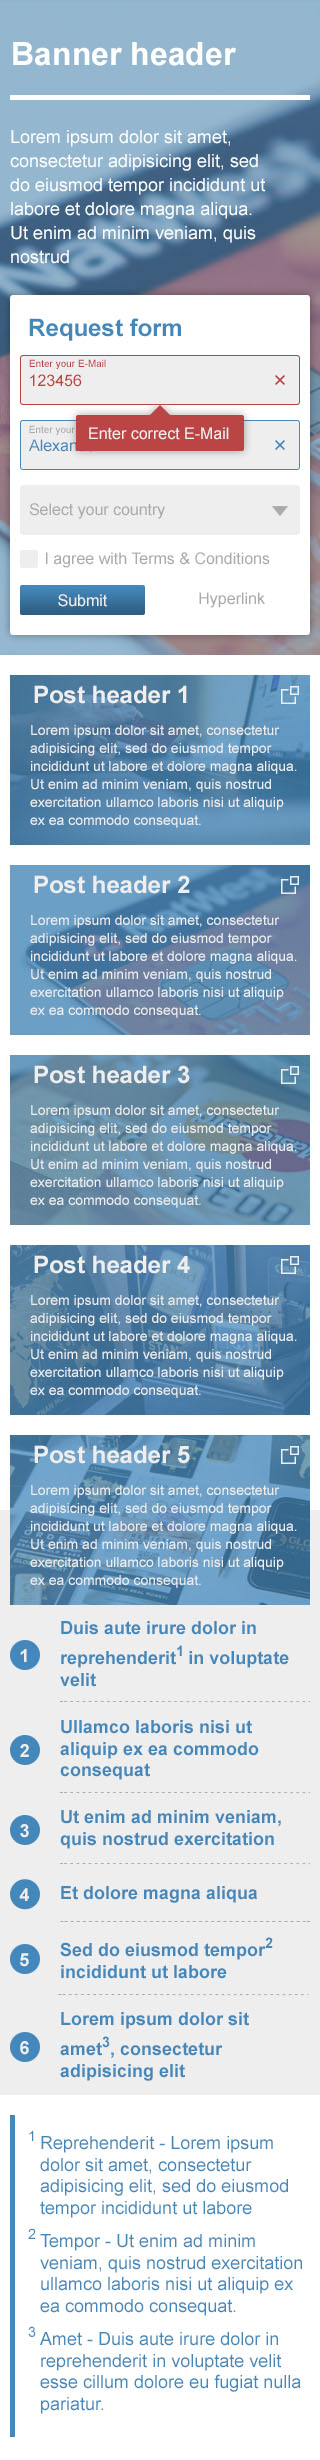 Banner header
Lorem ipsum dolor sit amet,
consectetur adipisicing elit, sed
do eiusmod tempor incididunt ut
labore et dolore magna aliqua.
Ut enim ad minim veniam, quis
nostrud
Request form
Enter your E-Mail
123456
Enter correct E-Mail
Enter your
Select your country
I agree with Terms & Conditions
Submit
Hyperlink
Post header 1
Lorem ipsum dolor sit amet, consectetur
adipisicing elit, sed do eiusmod tempor
incididunt ut labore et dolore magna aliqua.
Ut enim ad minim veniam, quis nostrud
exercitation ullamco laboris nisi ut aliquip
ex ea commodo consequat.
Post header 2
Lorem ipsum dolor sit amet, consectetur
adipisicing elit, sed do eiusmod tempor
incididunt ut labore et dolore magna aliqua.
Ut enim ad minim veniam, quis nostrud
exercitation ullamco laboris nisi ut aliquip
ex ea commodo consequat.
Post header 3
Lorem ipsum dolor sit amet, consectetur
adipisicing elit, sed do eiusmod tempor
incididunt ut labore et dolore magna aliqua.
Ut enim ad minim veniam, quis nostrud
exercitation ullamco laboris nisi ut aliquip
ex ea commodo consequat.
Post header 4
Lorem ipsum dolor sit amet, consectetur
adipisicing elit, sed do eiusmod tempor
incididunt ut labore et dolore magna aliqua.
Ut enim ad minim veniam, quis nostrud
exercitation ullamco laboris nisi ut aliquip
ex ea commodo consequat.
Post header 5
Lorem ipsum dolor sit amet, consectetur
adipisicing elit, sed do eiusmod tempor
incididunt ut labore et dolore magna aliqua.
Ut enim ad minim veniam, quis nostrud
exercitation ullamco laboris nisi ut aliquip
ex ea commodo consequat.
1 Duis aute irure dolor in
reprehenderit¹ in voluptate
velit
2 Ullamco laboris nisi ut
aliquip ex ea commodo
consequat
3 Ut enim ad minim veniam,
quis nostrud exercitation
4 Et dolore magna aliqua
5 Sed do eiusmod tempor²
incididunt ut labore
6 Lorem ipsum dolor sit
amet³, consectetur
adipisicing elit
¹ Reprehenderit - Lorem ipsum
dolor sit amet, consectetur
adipisicing elit, sed do eiusmod
tempor incididunt ut labore
² Tempor - Ut enim ad minim
veniam, quis nostrud exercitation
ullamco laboris nisi ut aliquip ex
ea commodo consequat.
³ Amet - Duis aute irure dolor in
reprehenderit in voluptate velit
esse cillum dolore eu fugiat nulla
pariatur.